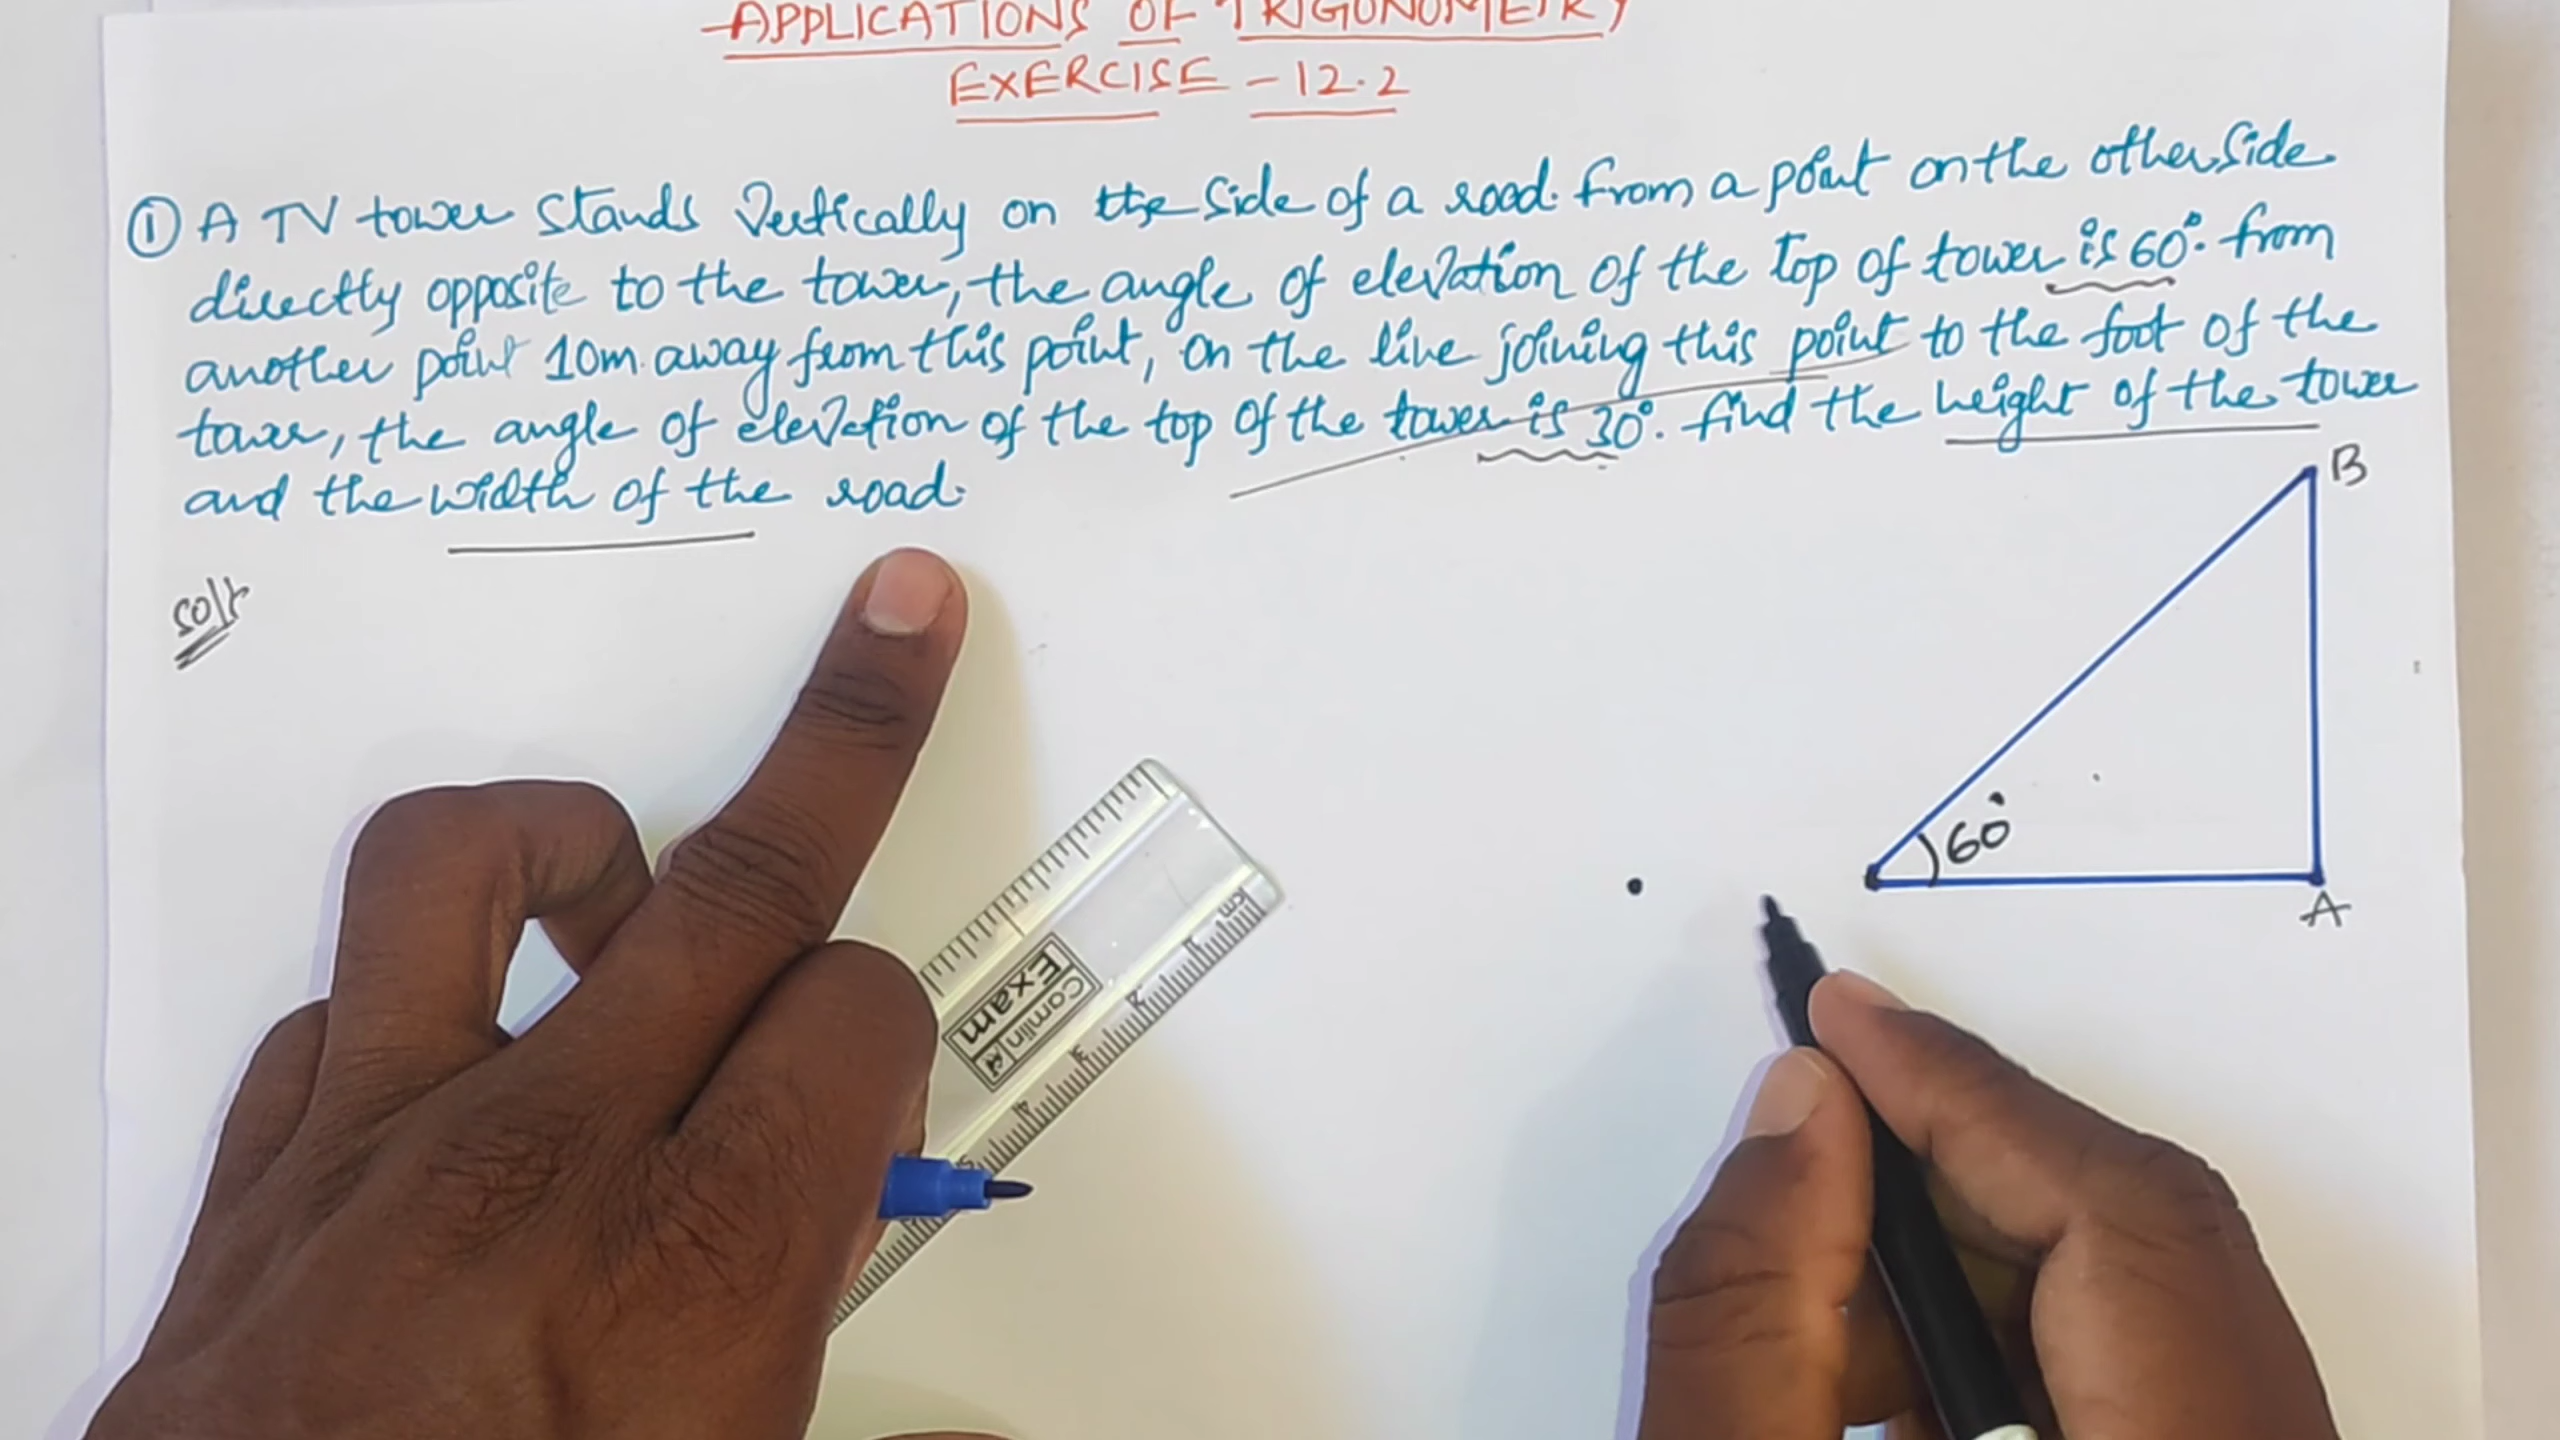 APPLICATIONS OF TRIGONOMETRY
EXERCISE - 12.2
① A TV tower stands Vertically on the side of a road. from a point on the other side
directly opposite to the tower, the angle of elevation of the top of tower is 60°. from
another point 10m away from this point, on the line joining this point to the foot of the
tower, the angle of elevation of the top of the tower is 30°. find the height of the tower
and the width of the road.
B
60°
A
Camlin
Exam
cm